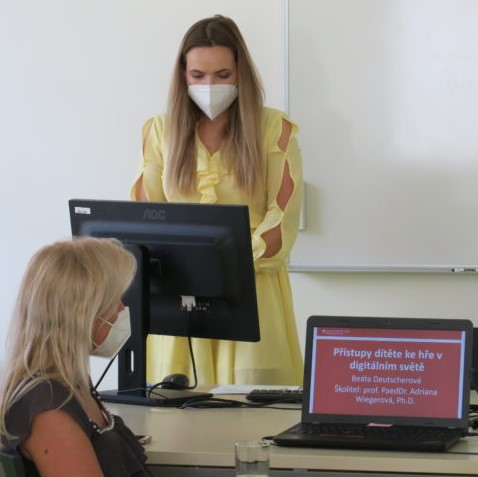 AOC
Přístupy dítěte ke hře v
digitálním světě
Beáta Deutscherová
Školitel: prof. PaedDr. Adriana
Wiegerová, Ph.D.